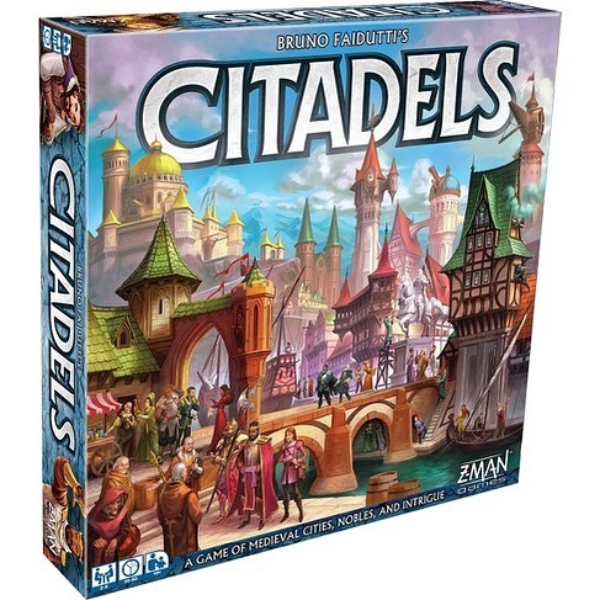 BRUNO FAIDUTTI'S
CITADELS
CITADELS
BRUNO FAIDUTTI'S
Z-MAN
games
A GAME OF MEDIEVAL CITIES, NOBLES, AND INTRIGUE